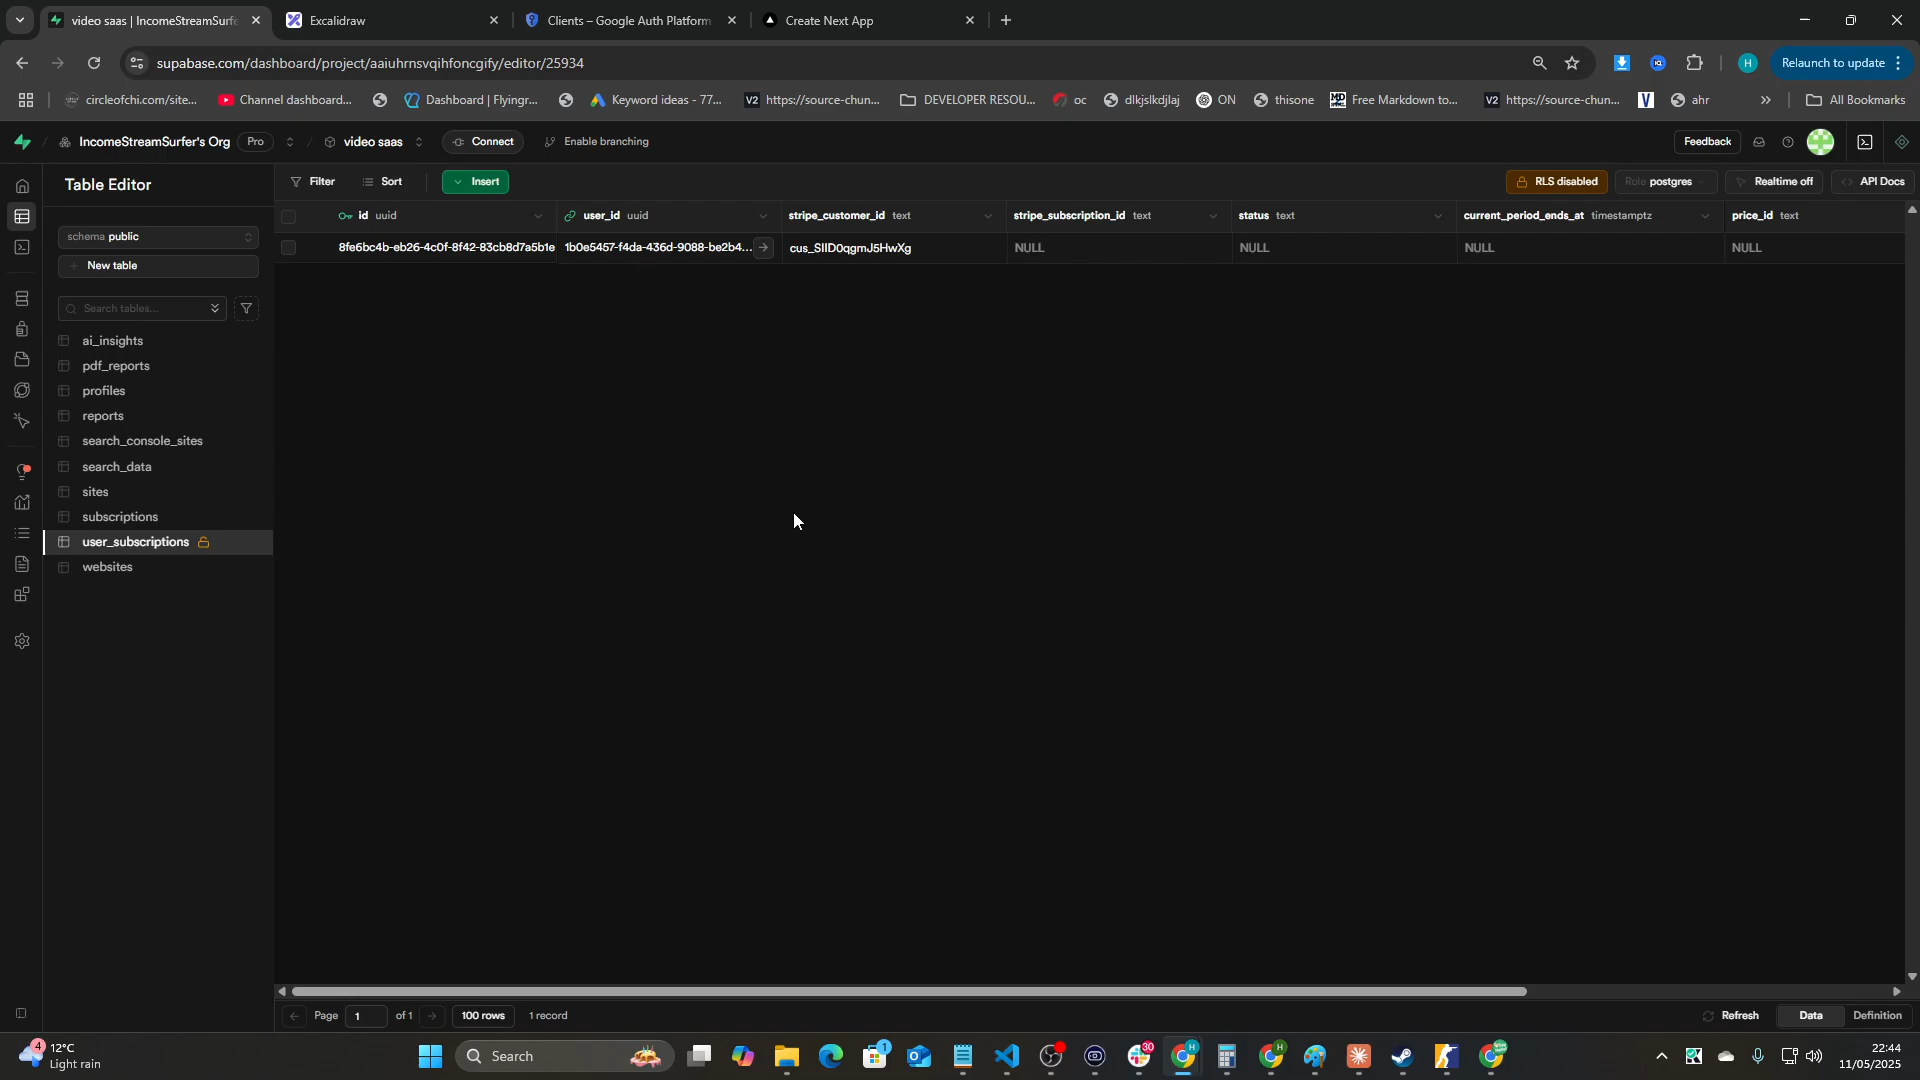 video saas | IncomeStreamSurfe
Excalidraw
Clients – Google Auth Platform
Create Next App
supabase.com/dashboard/project/aaiuhrnsvqihfoncgify/editor/25934
H
Relaunch to update
circleofchi.com/site...
Channel dashboard...
Dashboard | Flyingr...
Keyword ideas - 77...
https://source-chun...
DEVELOPER RESOU...
oc
dlkjslkdjlaj
ON
thisone
Free Markdown to...
https://source-chun...
ahr
All Bookmarks
IncomeStreamSurfer's Org
Pro
video saas
Connect
Enable branching
Feedback
Table Editor
Filter
Sort
Insert
RLS disabled
Role postgres
Realtime off
API Docs
schema public
New table
Search tables...
ai_insights
pdf_reports
profiles
reports
search_console_sites
search_data
sites
subscriptions
user_subscriptions
websites
id uuid
user_id uuid
stripe_customer_id text
stripe_subscription_id text
status text
current_period_ends_at timestamptz
price_id text
8fe6bc4b-eb26-4c0f-8f42-83cb8d7a5b1e
1b0e5457-f4da-436d-9088-be2b4...
cus_SIID0qgmJ5HwXg
NULL
NULL
NULL
NULL
Page 1 of 1
100 rows
1 record
Refresh
Data
Definition
4
12°C
Light rain
Search
1
30
22:44
11/05/2025